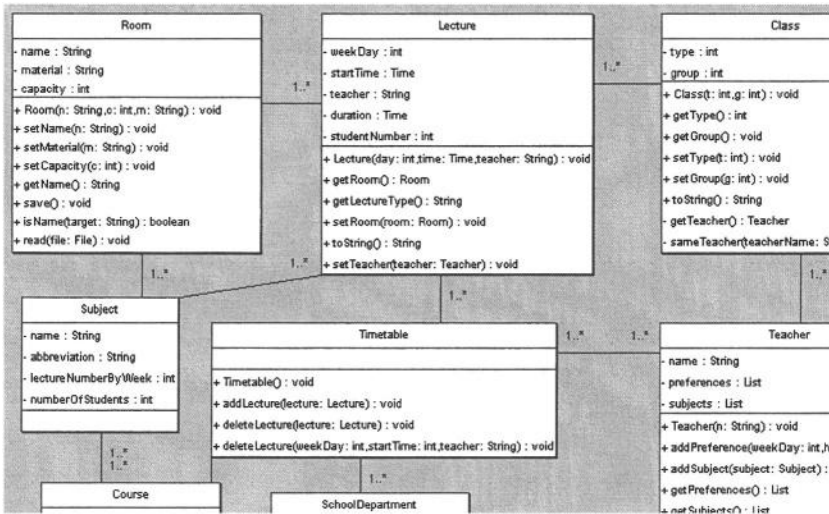 Room
- name : String
- material : String
- capacity : int
+ Room(n: String,c: int,m: String) : void
+ setName(n: String) : void
+ setMaterial(m: String) : void
+ setCapacity(c: int) : void
+ getName() : String
+ save() : void
+ isName(target: String) : boolean
+ read(file: File) : void
1..*
Lecture
- weekDay : int
- startTime : Time
- teacher : String
- duration : Time
- studentNumber : int
+ Lecture(day: int,time: Time,teacher: String) : void
+ getRoom() : Room
+ getLectureType() : String
+ setRoom(room: Room) : void
+ toString() : String
+ setTeacher(teacher: Teacher) : void
1..*
Class
- type : int
- group : int
+ Class(t: int,g: int) : void
+ getType() : int
+ getGroup() : void
+ setType(t: int) : void
+ setGroup(g: int) : void
+ toString() : String
- getTeacher() : Teacher
- sameTeacher(teacherName: S
1..*
1..*
1..*
1..*
Subject
- name : String
- abbreviation : String
- lectureNumberByWeek : int
- numberOfStudents : int
Timetable
+ Timetable() : void
+ addLecture(lecture: Lecture) : void
+ deleteLecture(lecture: Lecture) : void
+ deleteLecture(weekDay: int,startTime: int,teacher: String) : void
1..*
1..*
Teacher
- name : String
- preferences : List
- subjects : List
+ Teacher(n: String) : void
+ addPreference(weekDay: int,h
+ addSubject(subject: Subject) :
+ getPreferences() : List
+ getSubjects() : List
1..*
1..*
1..*
Course
SchoolDepartment